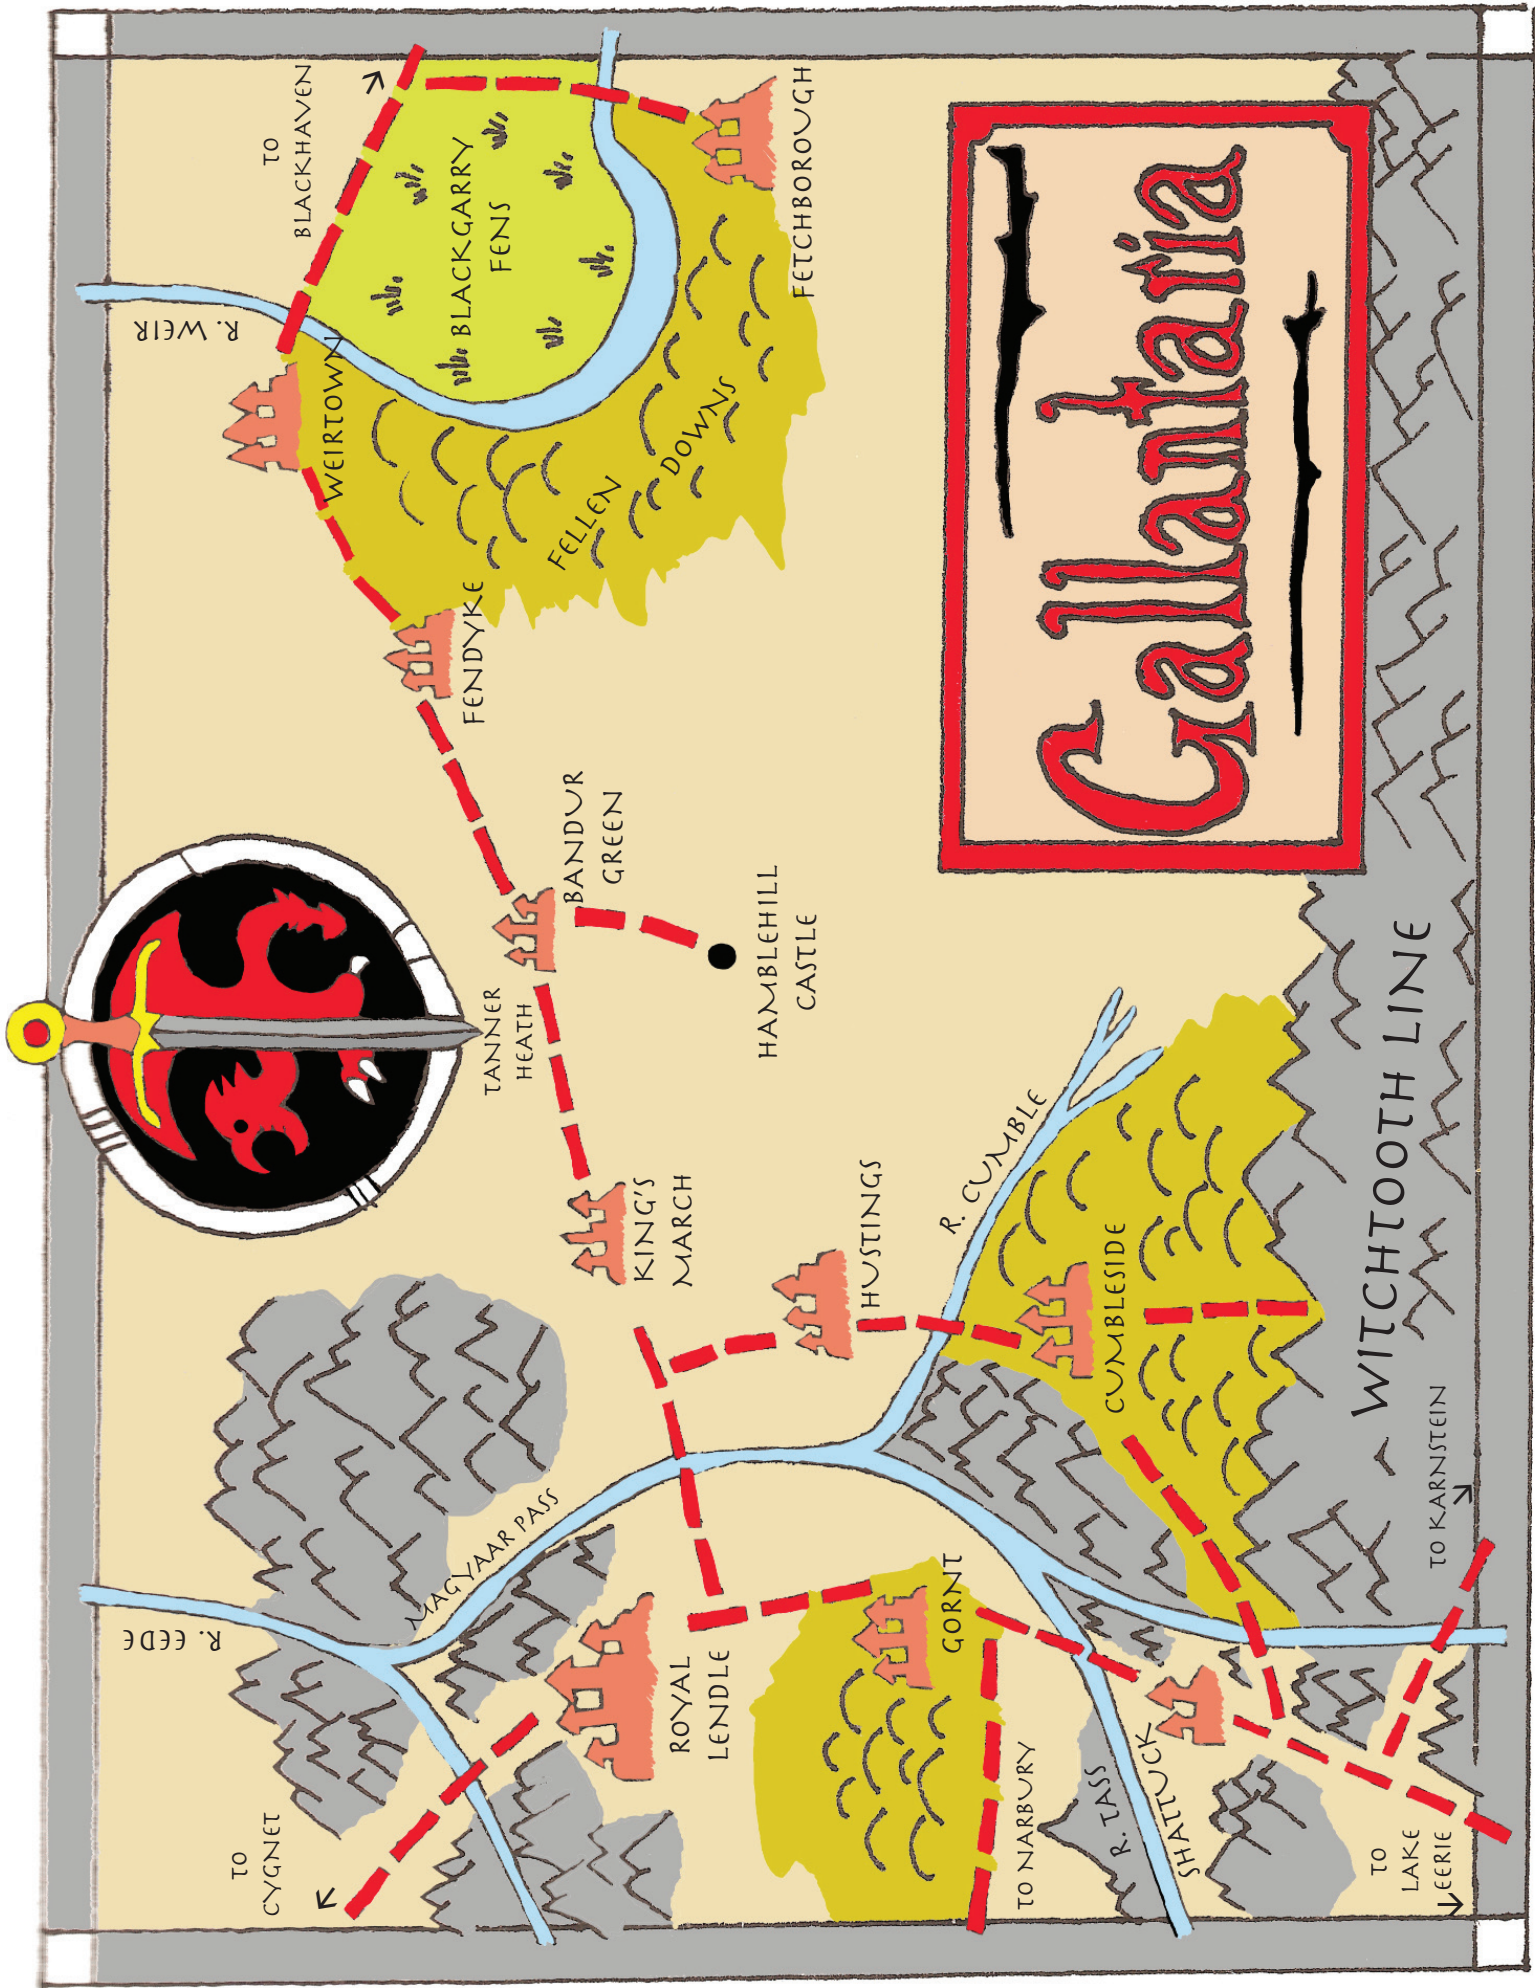 TO
CYGNET
R. EEDE
MAGYAAR PASS
ROYAL
LENDLE
GORNT
TO NARBURY
R. TASS
SHATTUCK
TO
LAKE
EERIE
TO KARNSTEIN
WITCHTOOTH LINE
CUMBLESIDE
R. CUMBLE
HUSTINGS
KING'S
MARCH
TANNER
HEATH
BANDUR
GREEN
HAMBLEHILL
CASTLE
FENDYKE
WEIRTOWN
R. WEIR
FELLEN
DOWNS
BLACKGARRY
FENS
TO
BLACKHAVEN
FETCHBOROUGH
Gallantaria